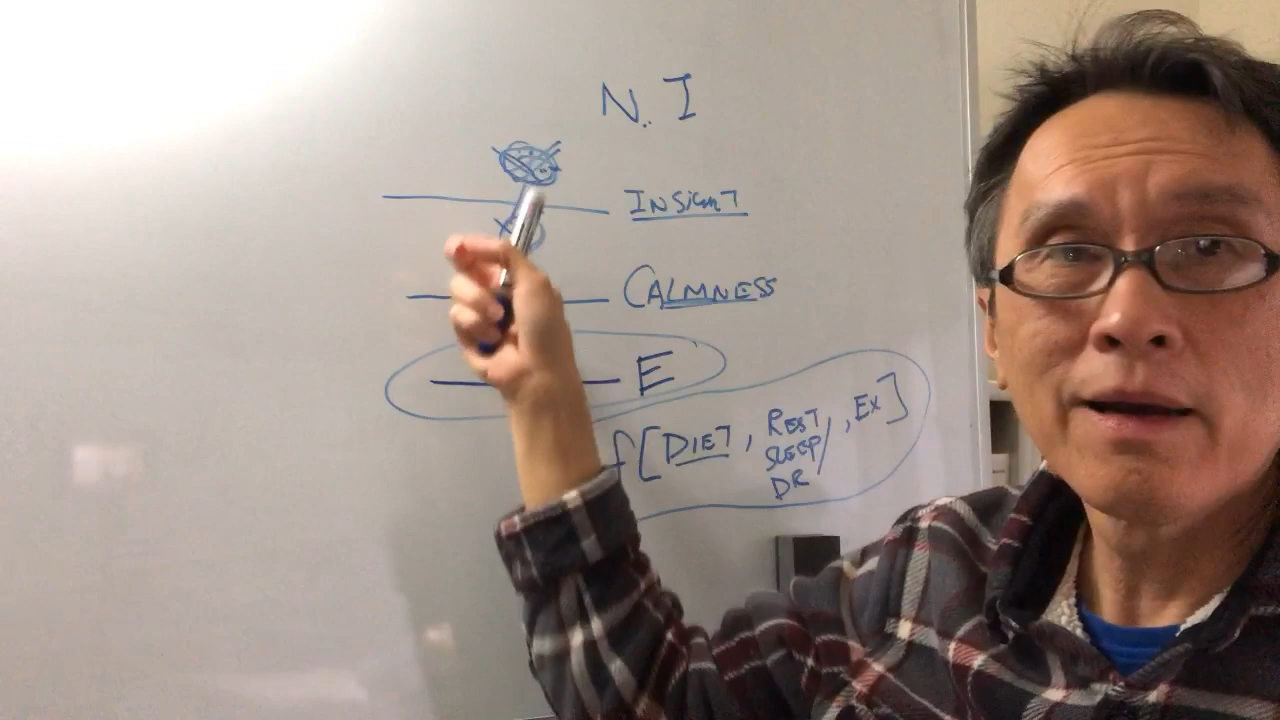 N. I
INSIGHT
CALMNESS
E
f[DIET, REST, SLEEP/ DR, EX]